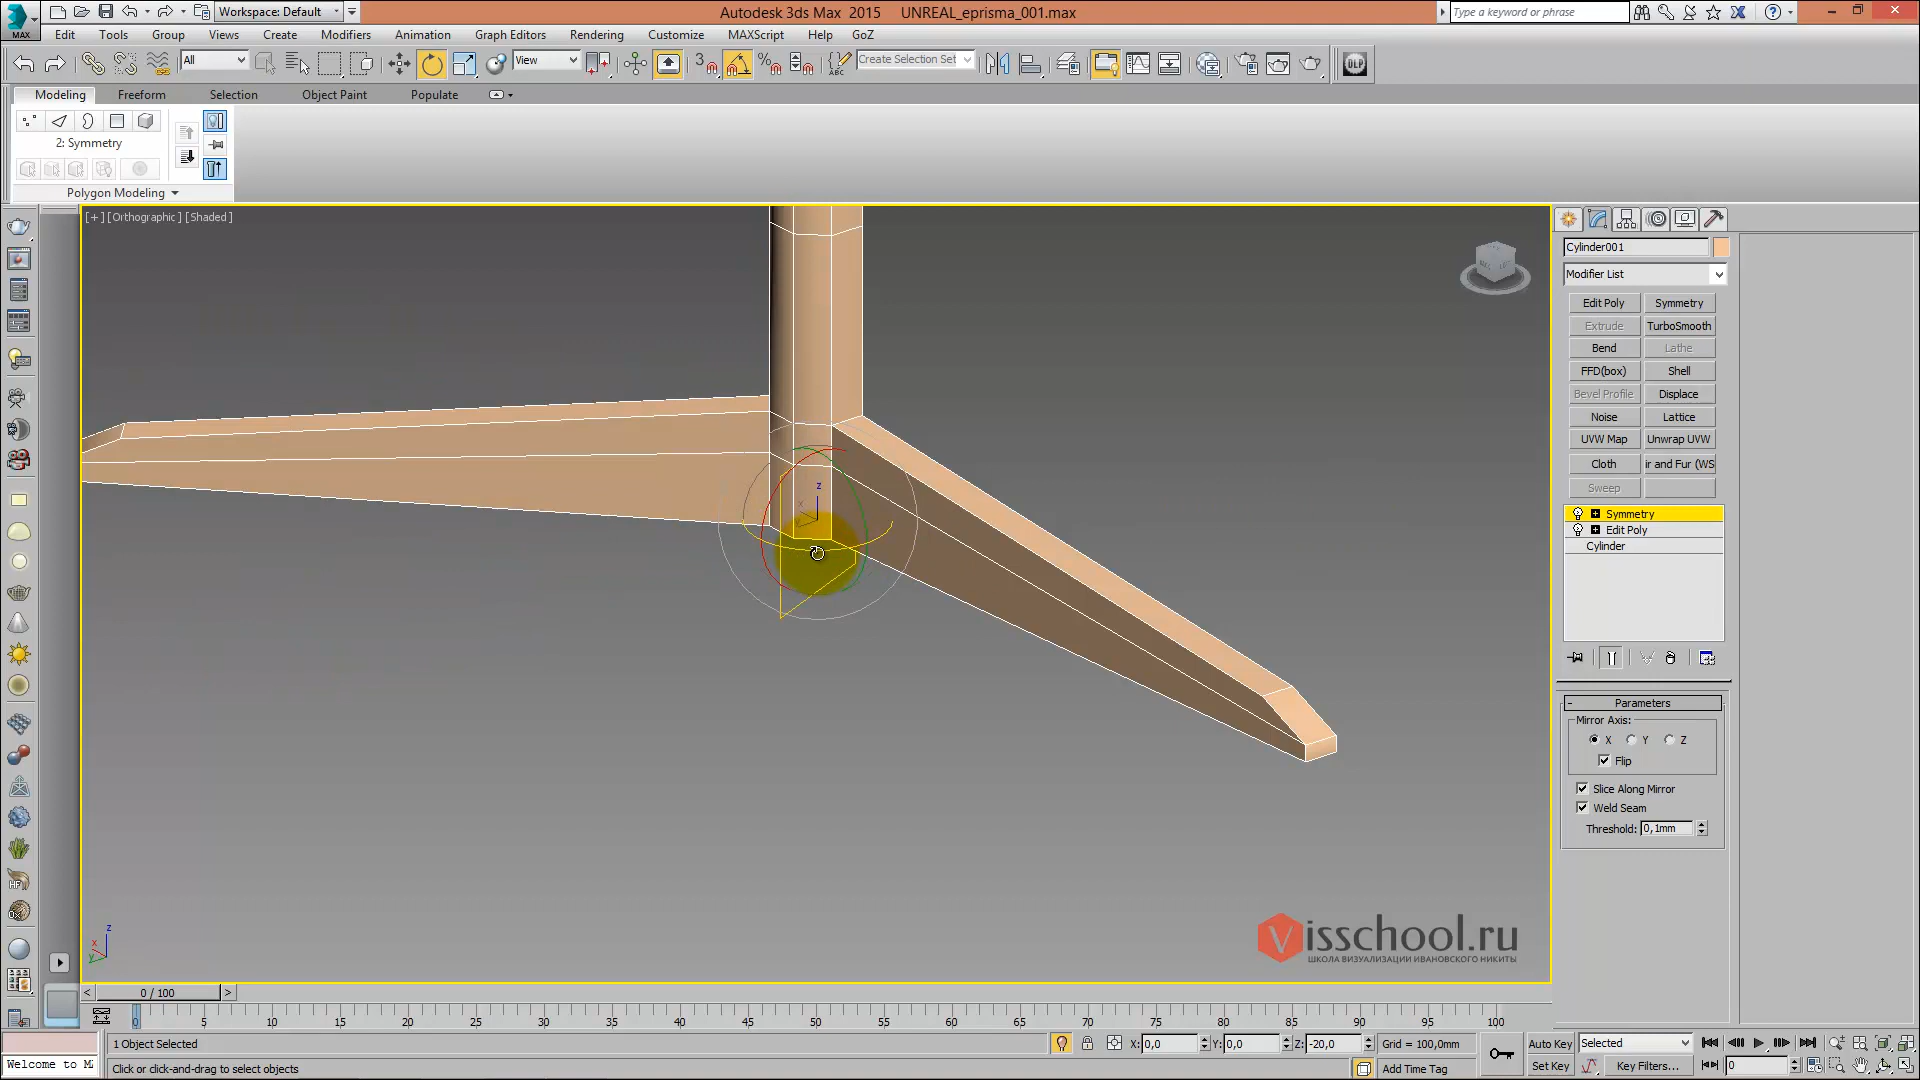 MAX
Workspace: Default
Autodesk 3ds Max 2015 UNREAL_eprisma_001.max
Type a keyword or phrase
Edit Tools Group Views Create Modifiers Animation Graph Editors Rendering Customize MAXScript Help GoZ
All
View
3
ABC
Create Selection Set
DLP
Modeling Freeform Selection Object Paint Populate
2: Symmetry
Polygon Modeling
[+] [Orthographic] [Shaded]
Cylinder001
Modifier List
Edit Poly Symmetry
Extrude TurboSmooth
Bend Lathe
FFD(box) Shell
Bevel Profile Displace
Noise Lattice
UVW Map Unwrap UVW
Cloth ir and Fur (WS
Sweep
Symmetry
Edit Poly
Cylinder
- Parameters
Mirror Axis:
X Y Z
Flip
Slice Along Mirror
Weld Seam
Threshold: 0,1mm
z
x
z
x
y
Visschool.ru
ШКОЛА ВИЗУАЛИЗАЦИИ ИВАНОВСКОГО НИКИТЫ
< 0 / 100 >
0 5 10 15 20 25 30 35 40 45 50 55 60 65 70 75 80 85 90 95 100
1 Object Selected
X: 0,0 Y: 0,0 Z: -20,0 Grid = 100,0mm
Auto Key Selected
Welcome to M
Click or click-and-drag to select objects
Add Time Tag
Set Key Key Filters... 0